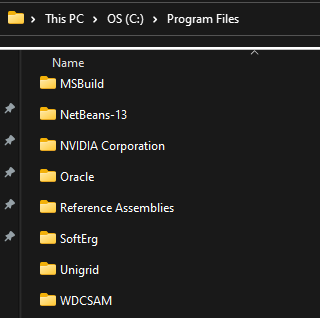 This PC > OS (C:) > Program Files
Name
MSBuild
NetBeans-13
NVIDIA Corporation
Oracle
Reference Assemblies
SoftErg
Unigrid
WDCSAM